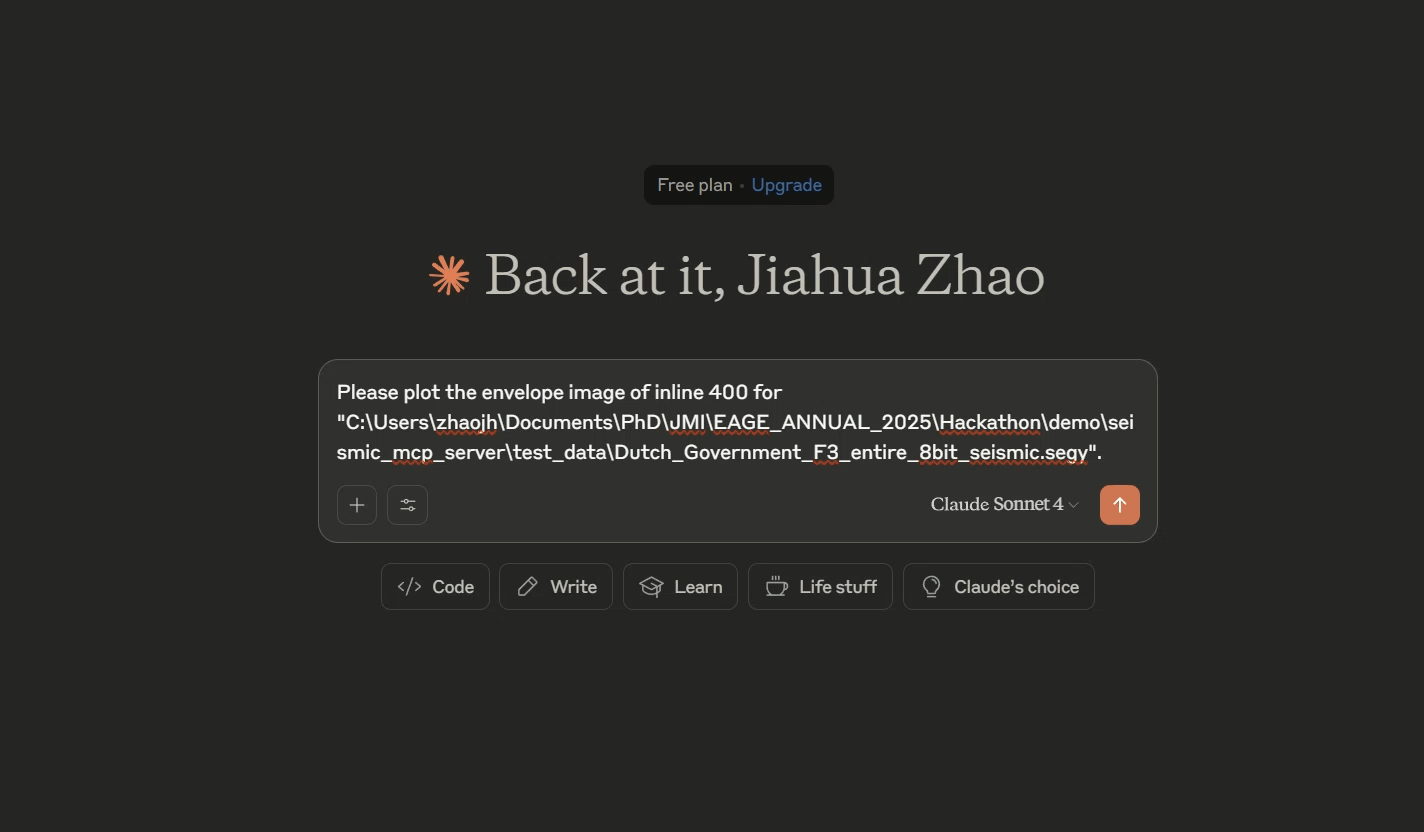 Free plan • Upgrade
Back at it, Jiahua Zhao
Please plot the envelope image of inline 400 for
"C:\Users\zhaojh\Documents\PhD\JMI\EAGE_ANNUAL_2025\Hackathon\demo\sei
smic_mcp_server\test_data\Dutch_Government_F3_entire_8bit_seismic.segy".
Claude Sonnet 4
</> Code
Write
Learn
Life stuff
Claude’s choice